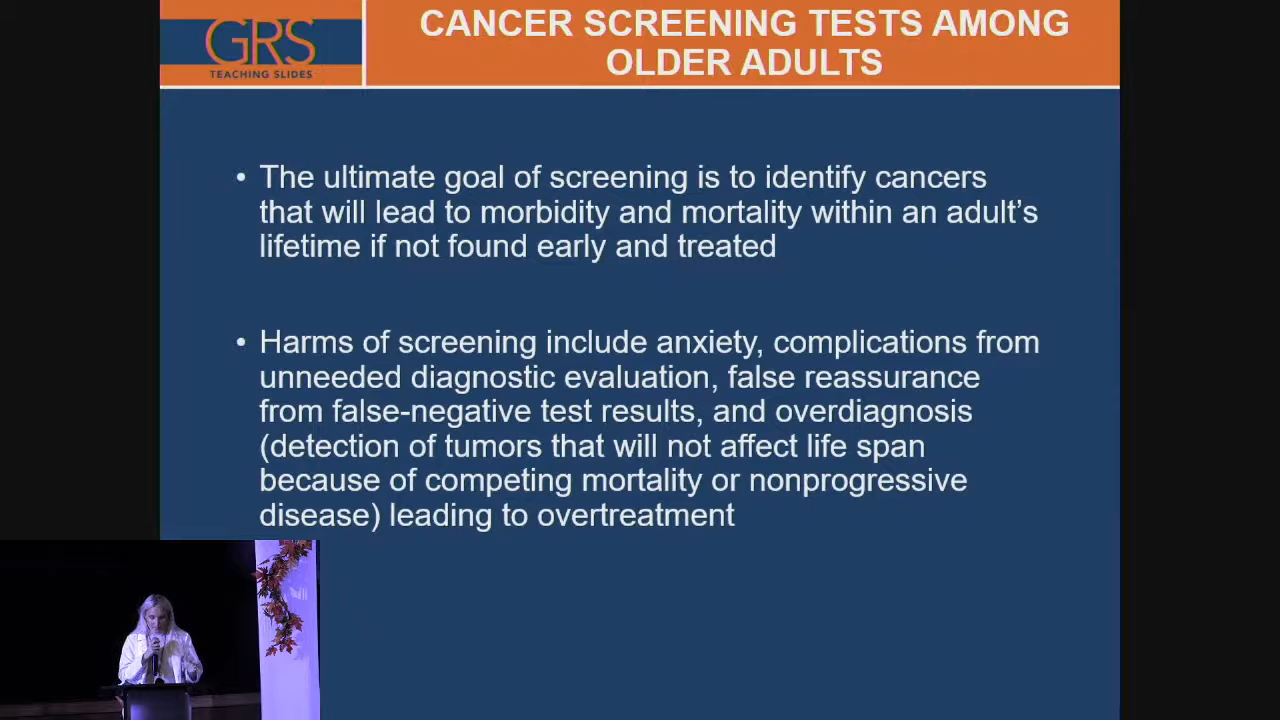 GRS
TEACHING SLIDES
CANCER SCREENING TESTS AMONG
OLDER ADULTS
• The ultimate goal of screening is to identify cancers
that will lead to morbidity and mortality within an adult’s
lifetime if not found early and treated
• Harms of screening include anxiety, complications from
unneeded diagnostic evaluation, false reassurance
from false-negative test results, and overdiagnosis
(detection of tumors that will not affect life span
because of competing mortality or nonprogressive
disease) leading to overtreatment